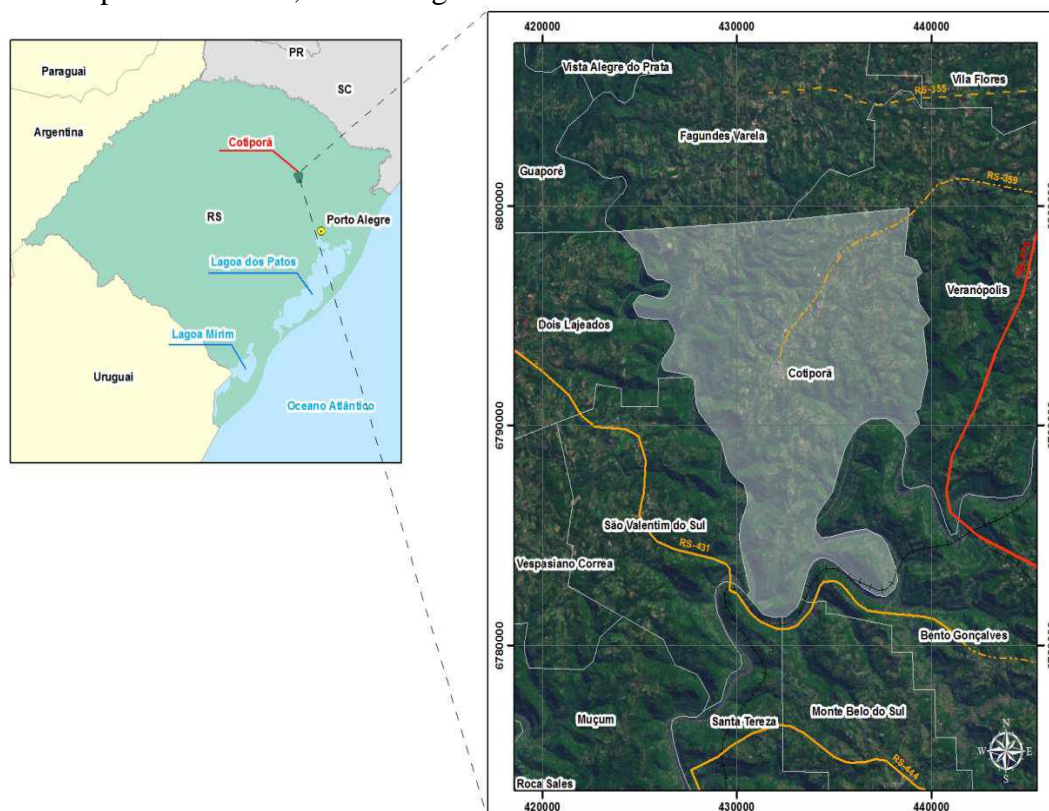 PR
Paraguai
SC
Argentina
Cotiporã
RS
Porto Alegre
Lagoa dos Patos
Lagoa Mirim
Uruguai
Oceano Atlântico
420000
430000
440000
Vista Alegre do Prata
Vila Flores
RS-355
Fagundes Varela
Guaporé
RS-359
6800000
Veranópolis
Dois Lajeados
Cotiporã
6790000
São Valentim do Sul
RS-431
Vespasiano Correa
Bento Gonçalves
6780000
Monte Belo do Sul
Muçum
Santa Tereza
N
W
E
S
RS-444
Roca Sales
420000
430000
440000